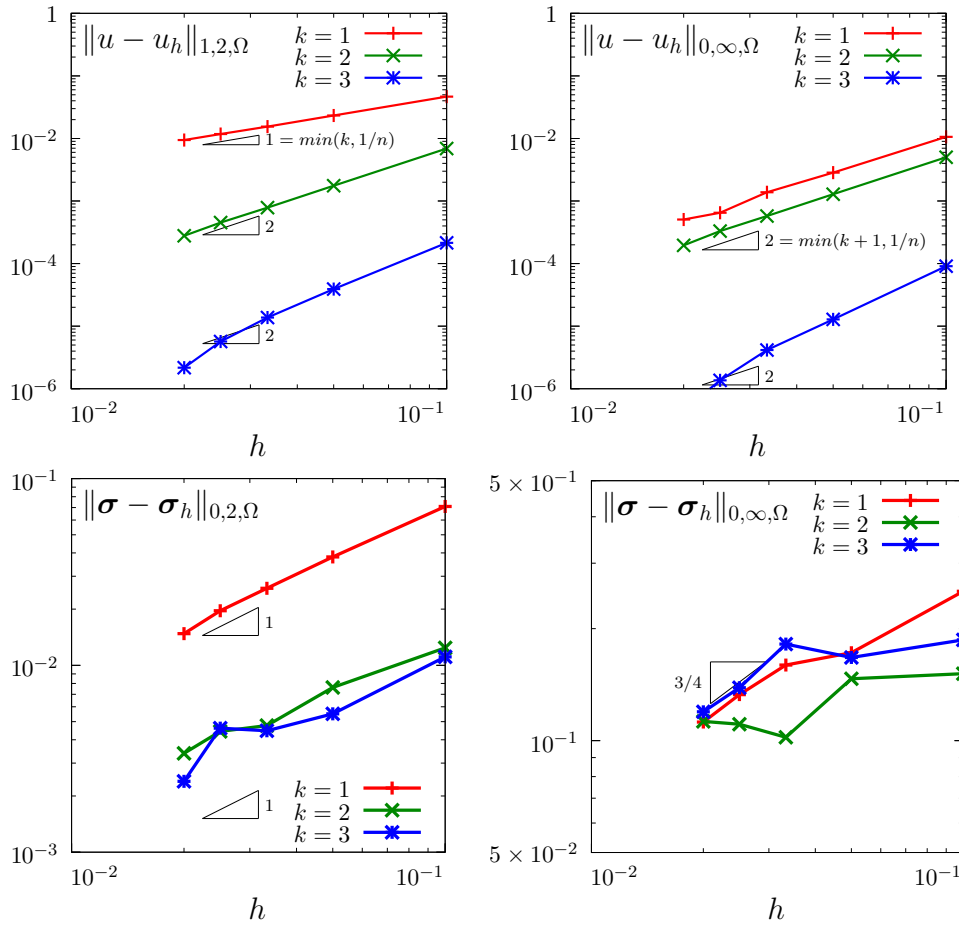 1
‖u − u_h‖_{1,2,Ω}
k = 1
k = 2
k = 3
10^{-2}
1 = min(k, 1/n)
2
10^{-4}
2
10^{-6}
10^{-2}
10^{-1}
h
1
‖u − u_h‖_{0,∞,Ω}
k = 1
k = 2
k = 3
10^{-2}
2 = min(k + 1, 1/n)
10^{-4}
2
10^{-6}
10^{-2}
10^{-1}
h
10^{-1}
‖σ − σ_h‖_{0,2,Ω}
1
10^{-2}
1
k = 1
k = 2
k = 3
10^{-3}
10^{-2}
10^{-1}
h
5 × 10^{-1}
‖σ − σ_h‖_{0,∞,Ω}
k = 1
k = 2
k = 3
3/4
10^{-1}
5 × 10^{-2}
10^{-2}
10^{-1}
h